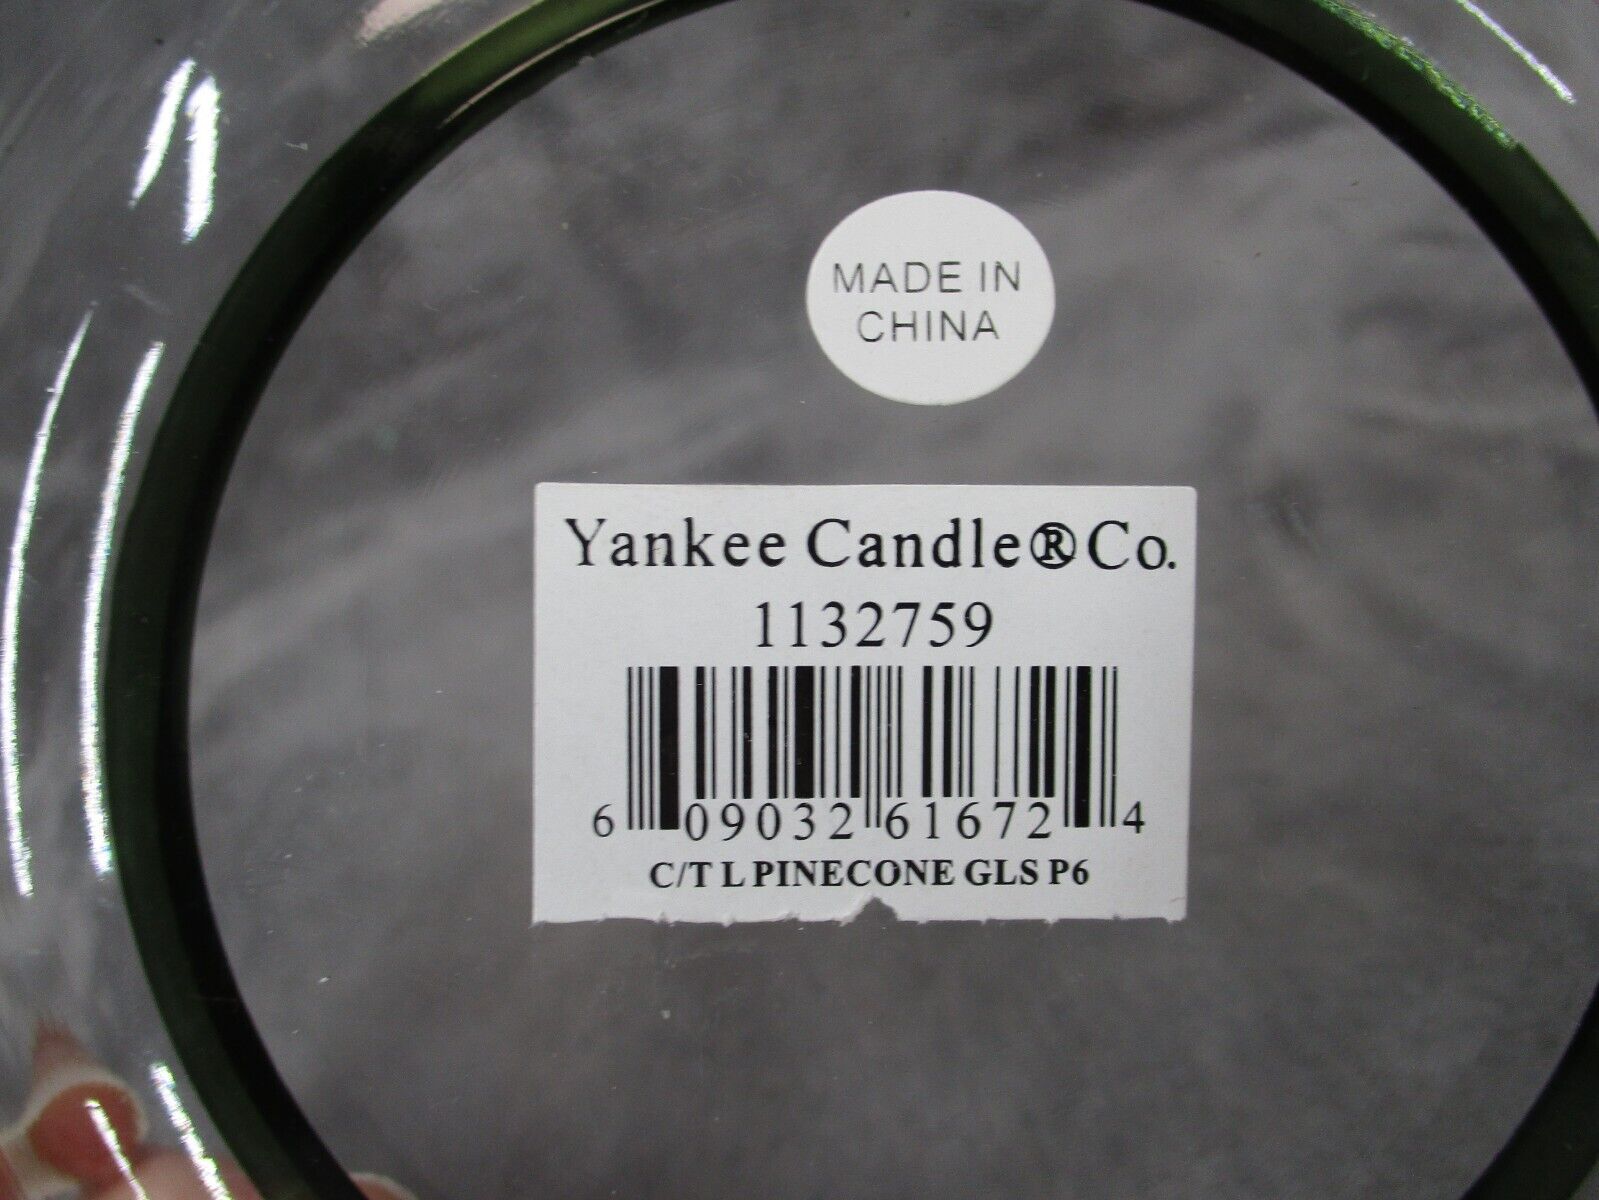 MADE IN
CHINA
Yankee Candle® Co.
1132759
6 09032 61672 4
C/T L PINECONE GLS P6